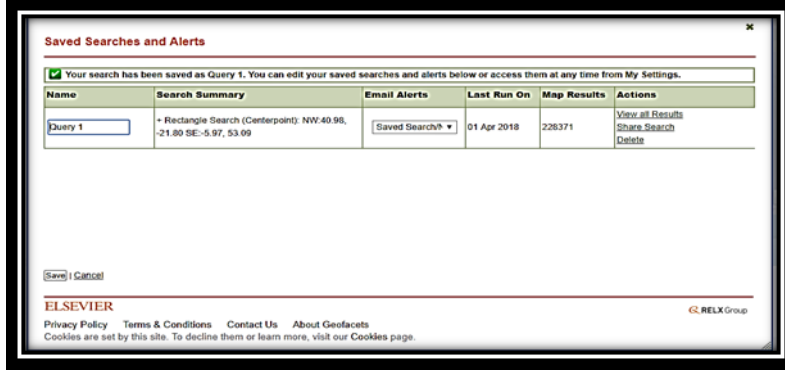 ×
Saved Searches and Alerts
Your search has been saved as Query 1. You can edit your saved searches and alerts below or access them at any time from My Settings.
Name Search Summary Email Alerts Last Run On Map Results Actions
Query 1 + Rectangle Search (Centerpoint): NW:40.98, -21.80 SE:-5.97, 53.09 Saved Search/ 01 Apr 2018 228371 View all Results
Share Search
Delete
Save | Cancel
ELSEVIER
RELX Group
Privacy Policy Terms & Conditions Contact Us About Geofacets
Cookies are set by this site. To decline them or learn more, visit our Cookies page.